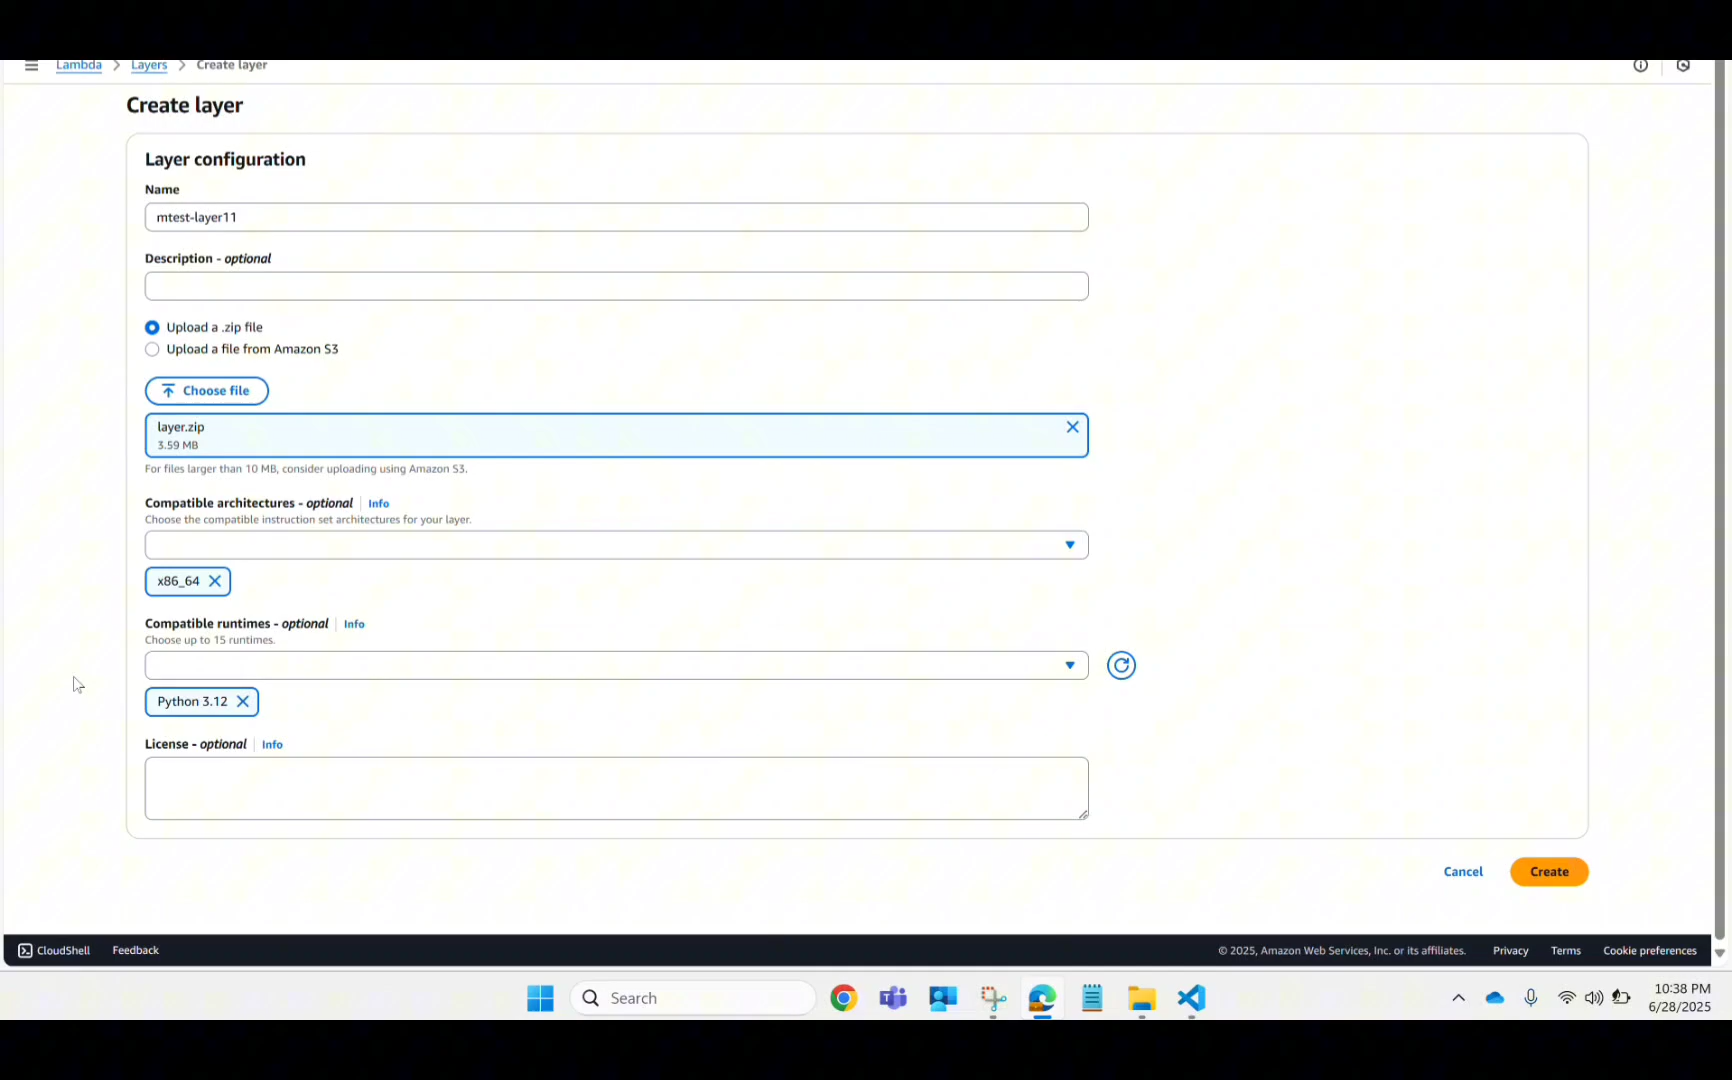 Lambda > Layers > Create layer
Create layer
Layer configuration
Name
mtest-layer11
Description - optional
Upload a .zip file
Upload a file from Amazon S3
Choose file
layer.zip
3.59 MB
For files larger than 10 MB, consider uploading using Amazon S3.
Compatible architectures - optional Info
Choose the compatible instruction set architectures for your layer.
x86_64
Compatible runtimes - optional Info
Choose up to 15 runtimes.
Python 3.12
License - optional Info
Cancel Create
CloudShell Feedback © 2025, Amazon Web Services, Inc. or its affiliates. Privacy Terms Cookie preferences
Search
10:38 PM
6/28/2025